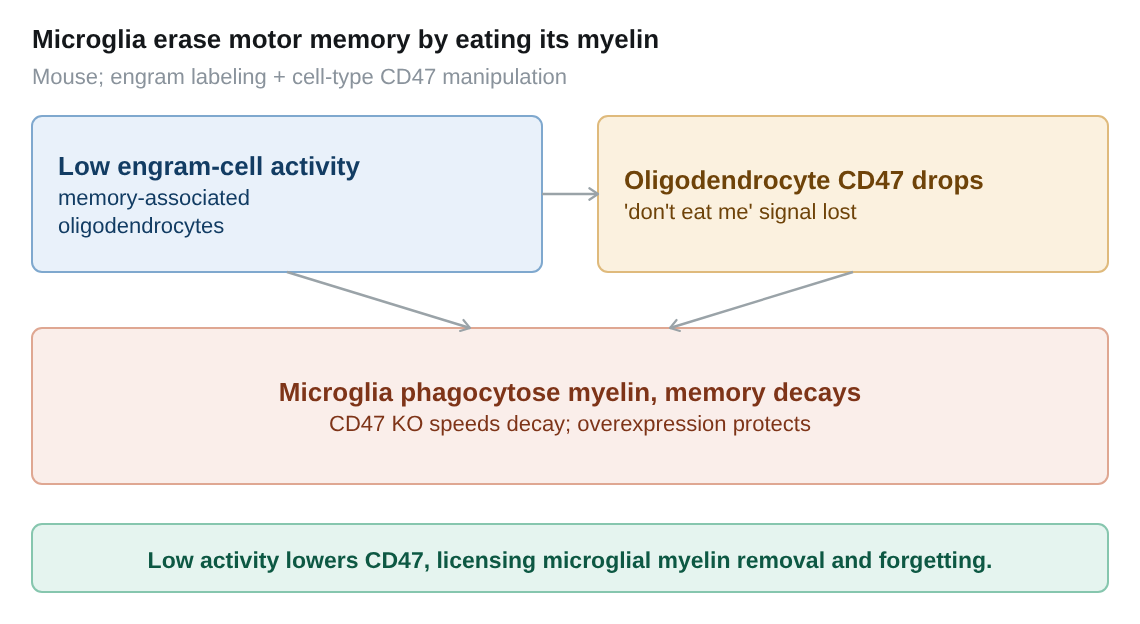 Microglia erase motor memory by eating its myelin
Mouse; engram labeling + cell-type CD47 manipulation
Low engram-cell activity
memory-associated
oligodendrocytes
Oligodendrocyte CD47 drops
'don't eat me' signal lost
Microglia phagocytose myelin, memory decays
CD47 KO speeds decay; overexpression protects
Low activity lowers CD47, licensing microglial myelin removal and forgetting.